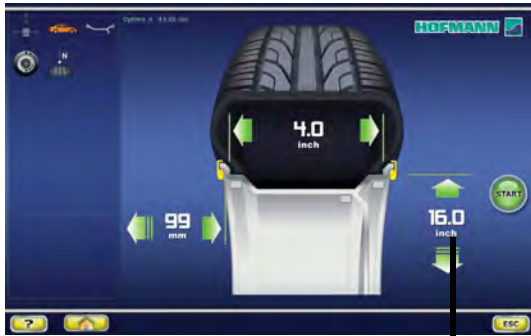 HOFMANN
N
4.0
inch
99
mm
16.0
inch
START
?
ESC